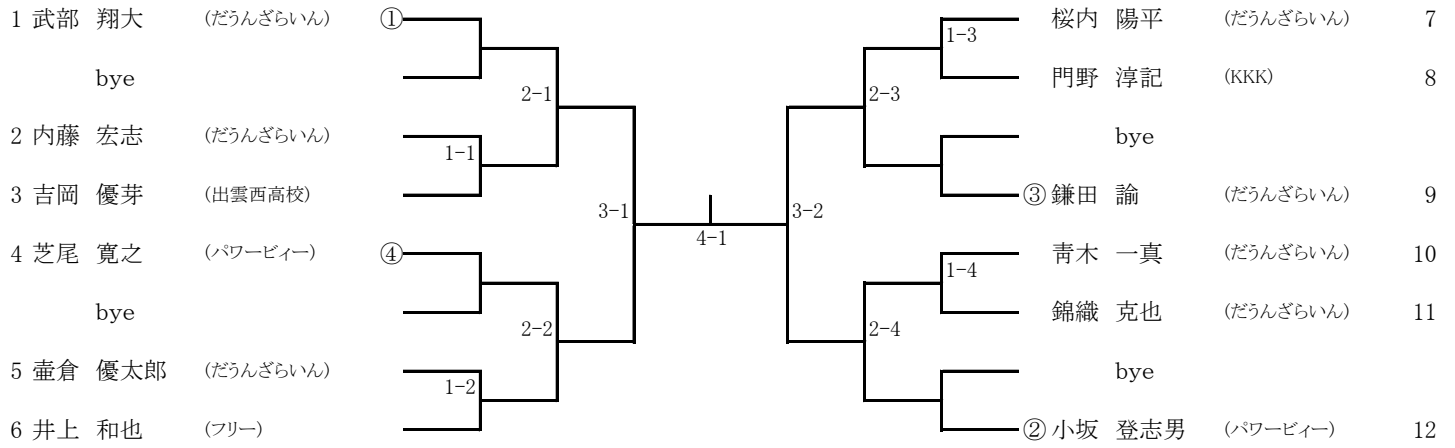 1 武部 翔大 (だうんざらいん) ①
bye
2-1
2 内藤 宏志 (だうんざらいん)
1-1
3 吉岡 優芽 (出雲西高校)
3-1
4 芝尾 寛之 (パワービィー) ④
bye
2-2
5 壷倉 優太郎 (だうんざらいん)
1-2
6 井上 和也 (フリー)
4-1
桜内 陽平 (だうんざらいん) 7
1-3
門野 淳記 (KKK) 8
2-3
bye
③ 鎌田 諭 (だうんざらいん) 9
3-2
青木 一真 (だうんざらいん) 10
1-4
錦織 克也 (だうんざらいん) 11
2-4
bye
② 小坂 登志男 (パワービィー) 12